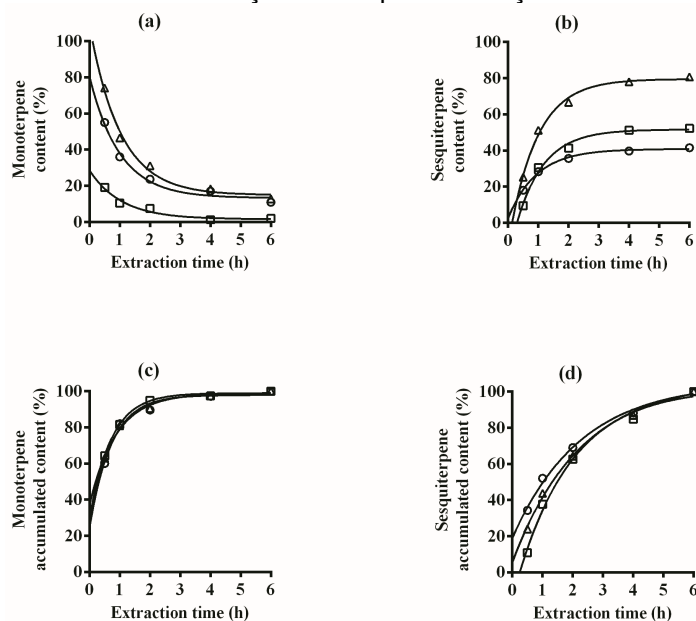 (a)
100
80
60
40
20
0
Monoterpene
content (%)
0 1 2 3 4 5 6
Extraction time (h)
(b)
100
80
60
40
20
0
Sesquiterpene
content (%)
0 1 2 3 4 5 6
Extraction time (h)
(c)
100
80
60
40
20
0
Monoterpene
accumulated content (%)
0 1 2 3 4 5 6
Extraction time (h)
(d)
100
80
60
40
20
0
Sesquiterpene
accumulated content (%)
0 1 2 3 4 5 6
Extraction time (h)